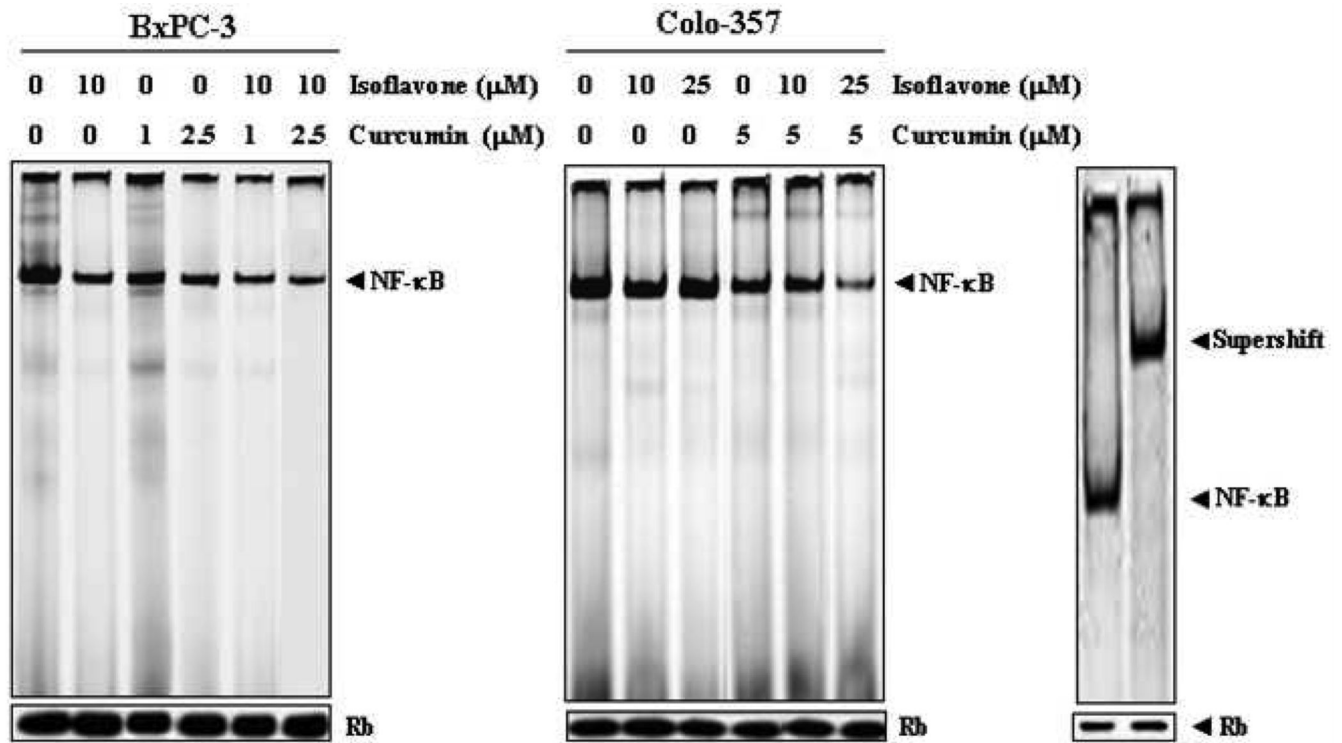 BxPC-3
0 10 0 0 10 10 Isoflavone (μM)
0 0 1 2.5 1 2.5 Curcumin (μM)
NF-κB
Rb
Colo-357
0 10 25 0 10 25 Isoflavone (μM)
0 0 0 5 5 5 Curcumin (μM)
NF-κB
Rb
Supershift
NF-κB
Rb